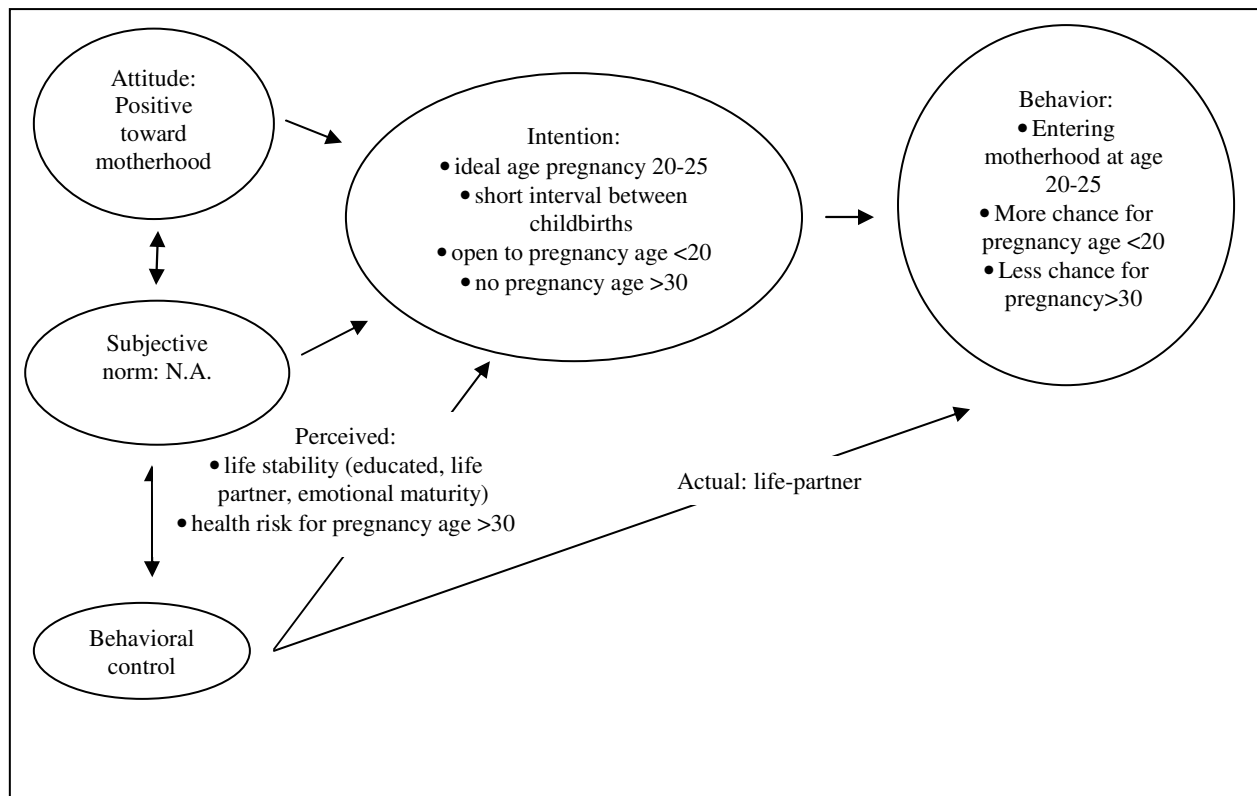 Attitude:
Positive
toward
motherhood
Intention:
• ideal age pregnancy 20-25
• short interval between
childbirths
• open to pregnancy age <20
• no pregnancy age >30
Behavior:
• Entering
motherhood at age
20-25
• More chance for
pregnancy age <20
• Less chance for
pregnancy>30
Subjective
norm: N.A.
Perceived:
• life stability (educated, life
partner, emotional maturity)
• health risk for pregnancy age >30
Actual: life-partner
Behavioral
control